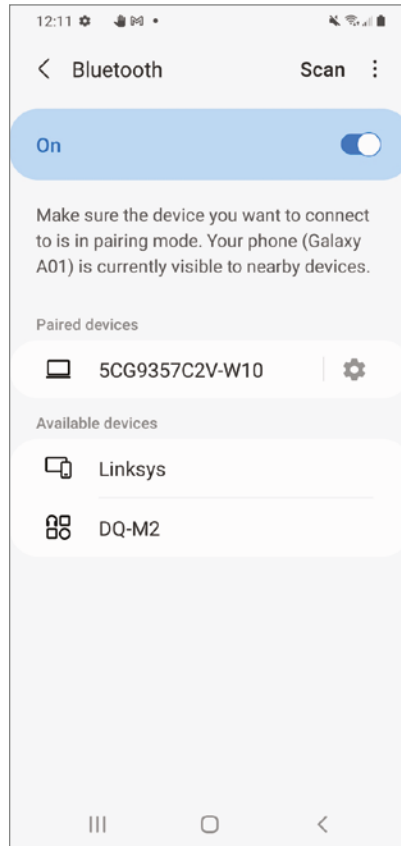 12:11
Bluetooth
Scan
On
Make sure the device you want to connect
to is in pairing mode. Your phone (Galaxy
A01) is currently visible to nearby devices.
Paired devices
5CG9357C2V-W10
Available devices
Linksys
DQ-M2